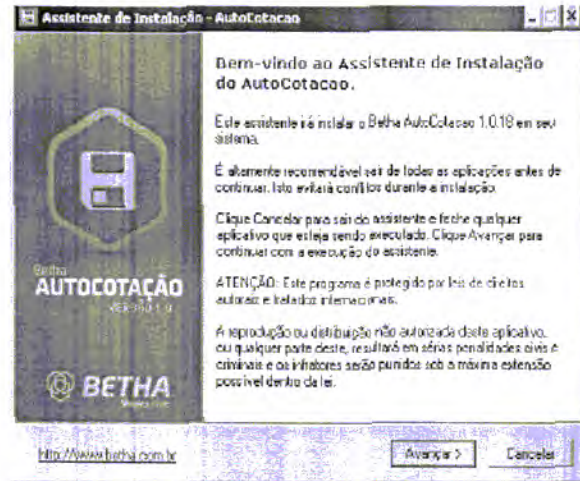 Assistente de Instalação - AutoCotacao
Bem-vindo ao Assistente de Instalação
do AutoCotacao.
Este assistente irá instalar o Betha AutoCotacao 1.0.18 em seu
sistema.
É altamente recomendável sair de todas as aplicações antes de
continuar. Isto evitará conflitos durante a instalação.
Clique Cancelar para sair do assistente e feche qualquer
aplicativo que esteja sendo executado. Clique Avançar para
continuar com a execução do assistente.
ATENÇÃO: Este programa é protegido por leis de direitos
autorais e tratados internacionais.
A reprodução ou distribuição não autorizada deste aplicativo,
ou qualquer parte deste, resultará em sérias penalidades civis e
criminais e os infratores serão punidos sob a máxima extensão
possível dentro da lei.
Betha
AUTOCOTAÇÃO
VERSÃO 1.0
BETHA
http://www.betha.com.br
Avançar >
Cancelar